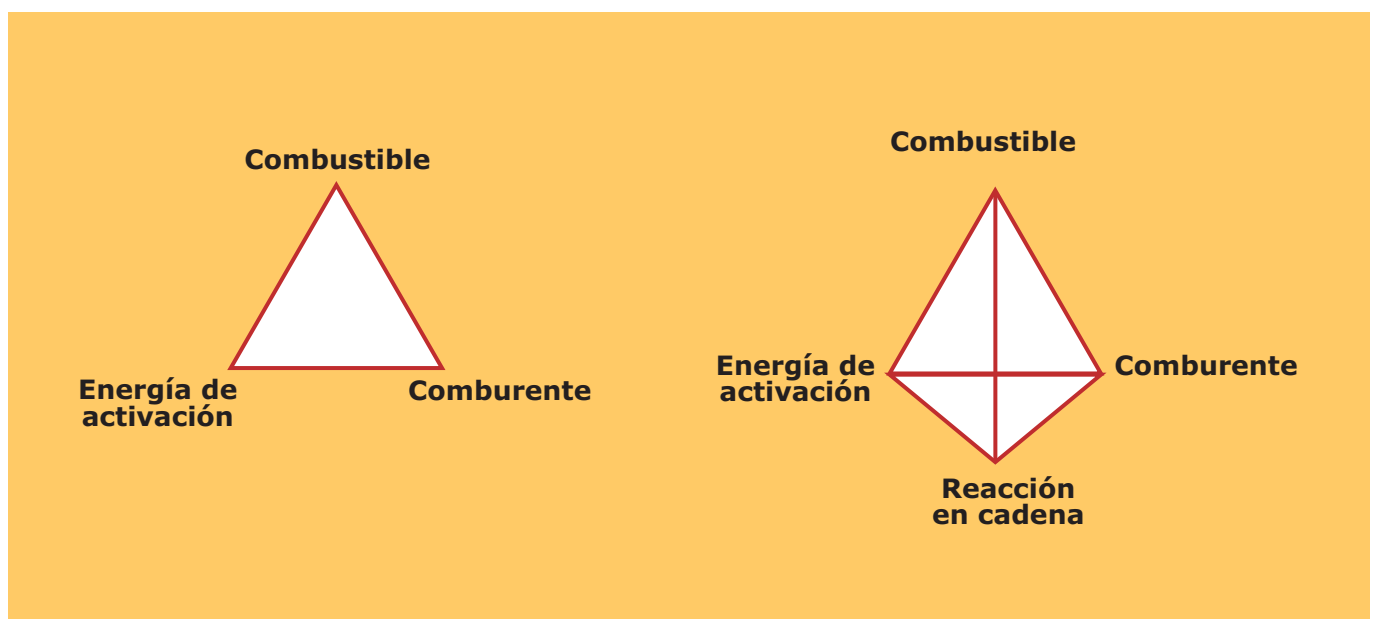 Combustible
Energía de
activación
Comburente
Combustible
Energía de
activación
Comburente
Reacción
en cadena